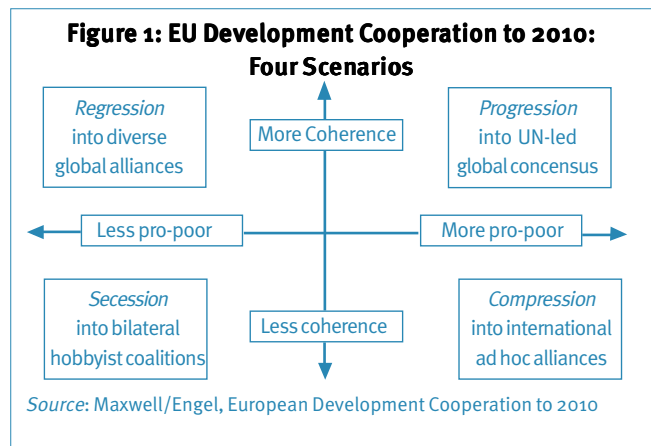 Figure 1: EU Development Cooperation to 2010:
Four Scenarios
Regression
into diverse
global alliances
More Coherence
Progression
into UN-led
global concensus
Less pro-poor
More pro-poor
Secession
into bilateral
hobbyist coalitions
Less coherence
Compression
into international
ad hoc alliances
Source: Maxwell/Engel, European Development Cooperation to 2010